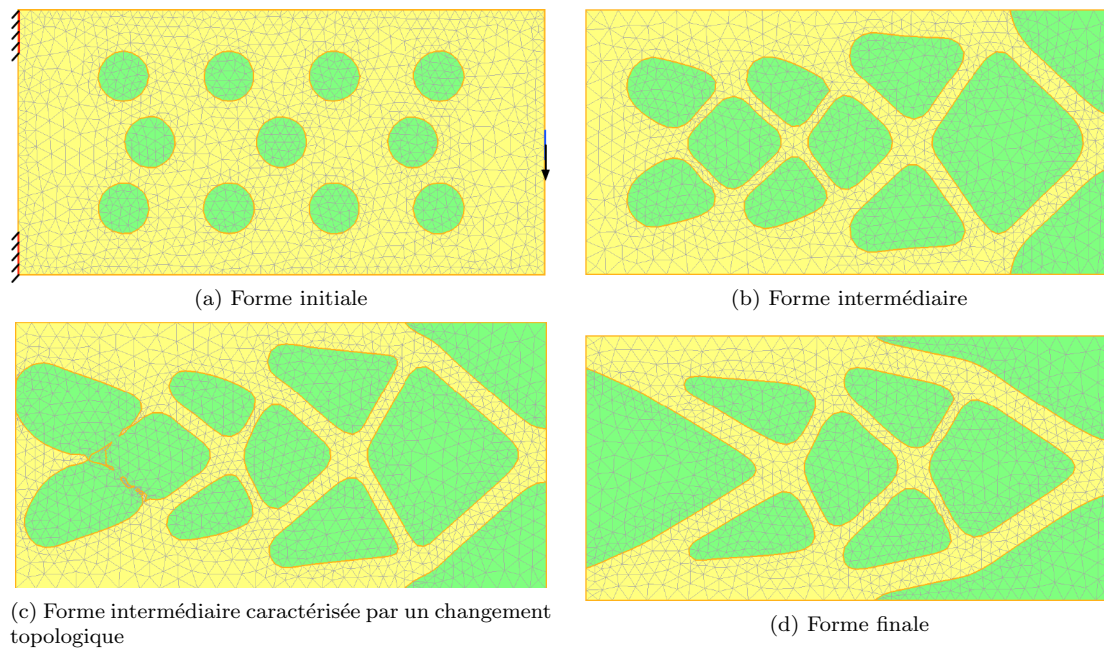 (a) Forme initiale
(b) Forme intermédiaire
(c) Forme intermédiaire caractérisée par un changement
topologique
(d) Forme finale